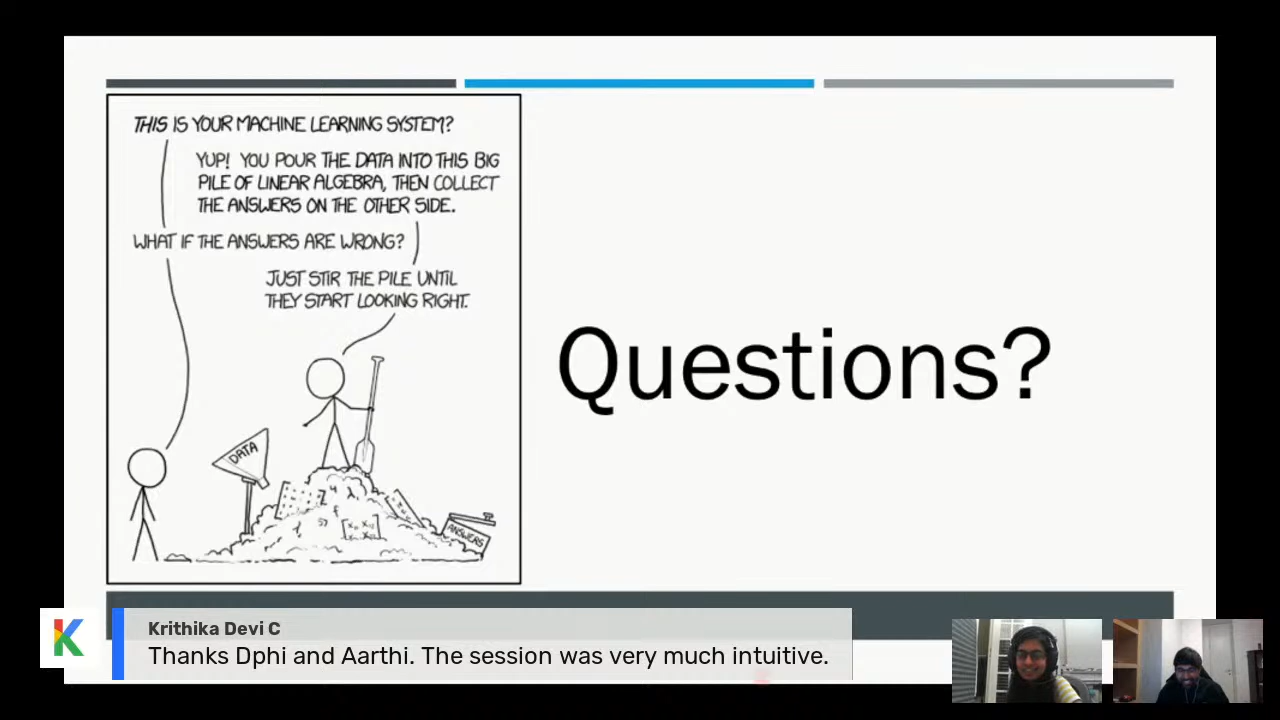 THIS IS YOUR MACHINE LEARNING SYSTEM?
YUP! YOU POUR THE DATA INTO THIS BIG
PILE OF LINEAR ALGEBRA, THEN COLLECT
THE ANSWERS ON THE OTHER SIDE.
WHAT IF THE ANSWERS ARE WRONG?
JUST STIR THE PILE UNTIL
THEY START LOOKING RIGHT.
DATA
ANSWERS
Questions?
K
Krithika Devi C
Thanks Dphi and Aarthi. The session was very much intuitive.